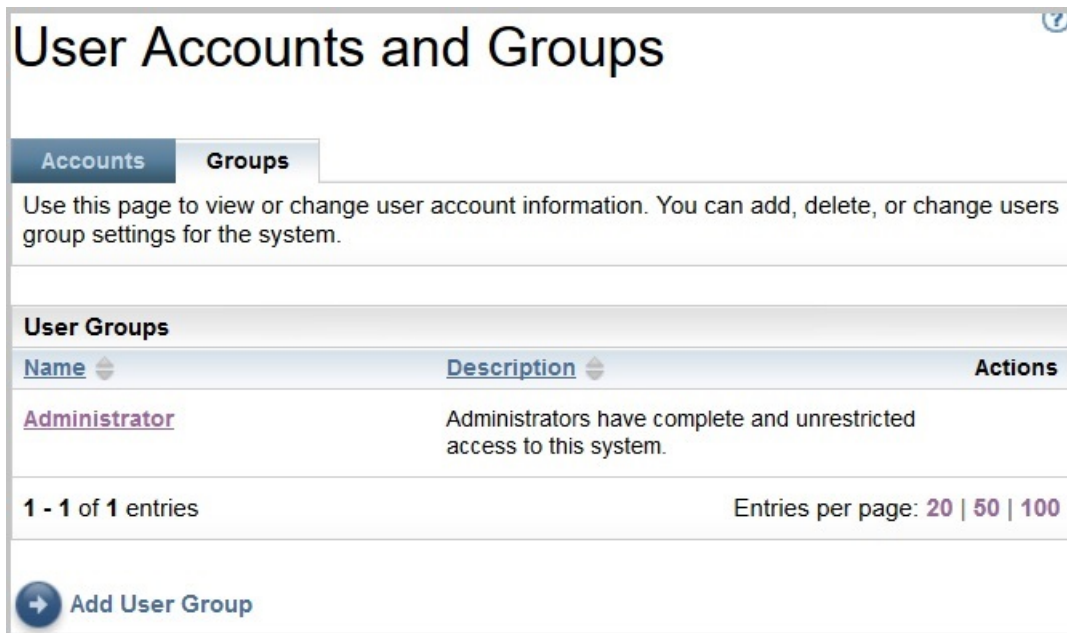 ?
User Accounts and Groups
Accounts Groups
Use this page to view or change user account information. You can add, delete, or change users
group settings for the system.
User Groups
Name Description Actions
Administrator Administrators have complete and unrestricted
access to this system.
1 - 1 of 1 entries Entries per page: 20 | 50 | 100
Add User Group